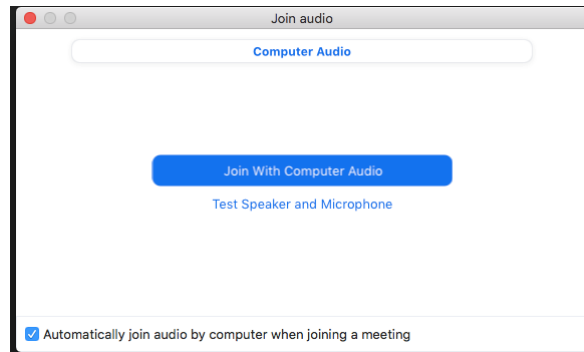 Join audio
Computer Audio
Join With Computer Audio
Test Speaker and Microphone
Automatically join audio by computer when joining a meeting